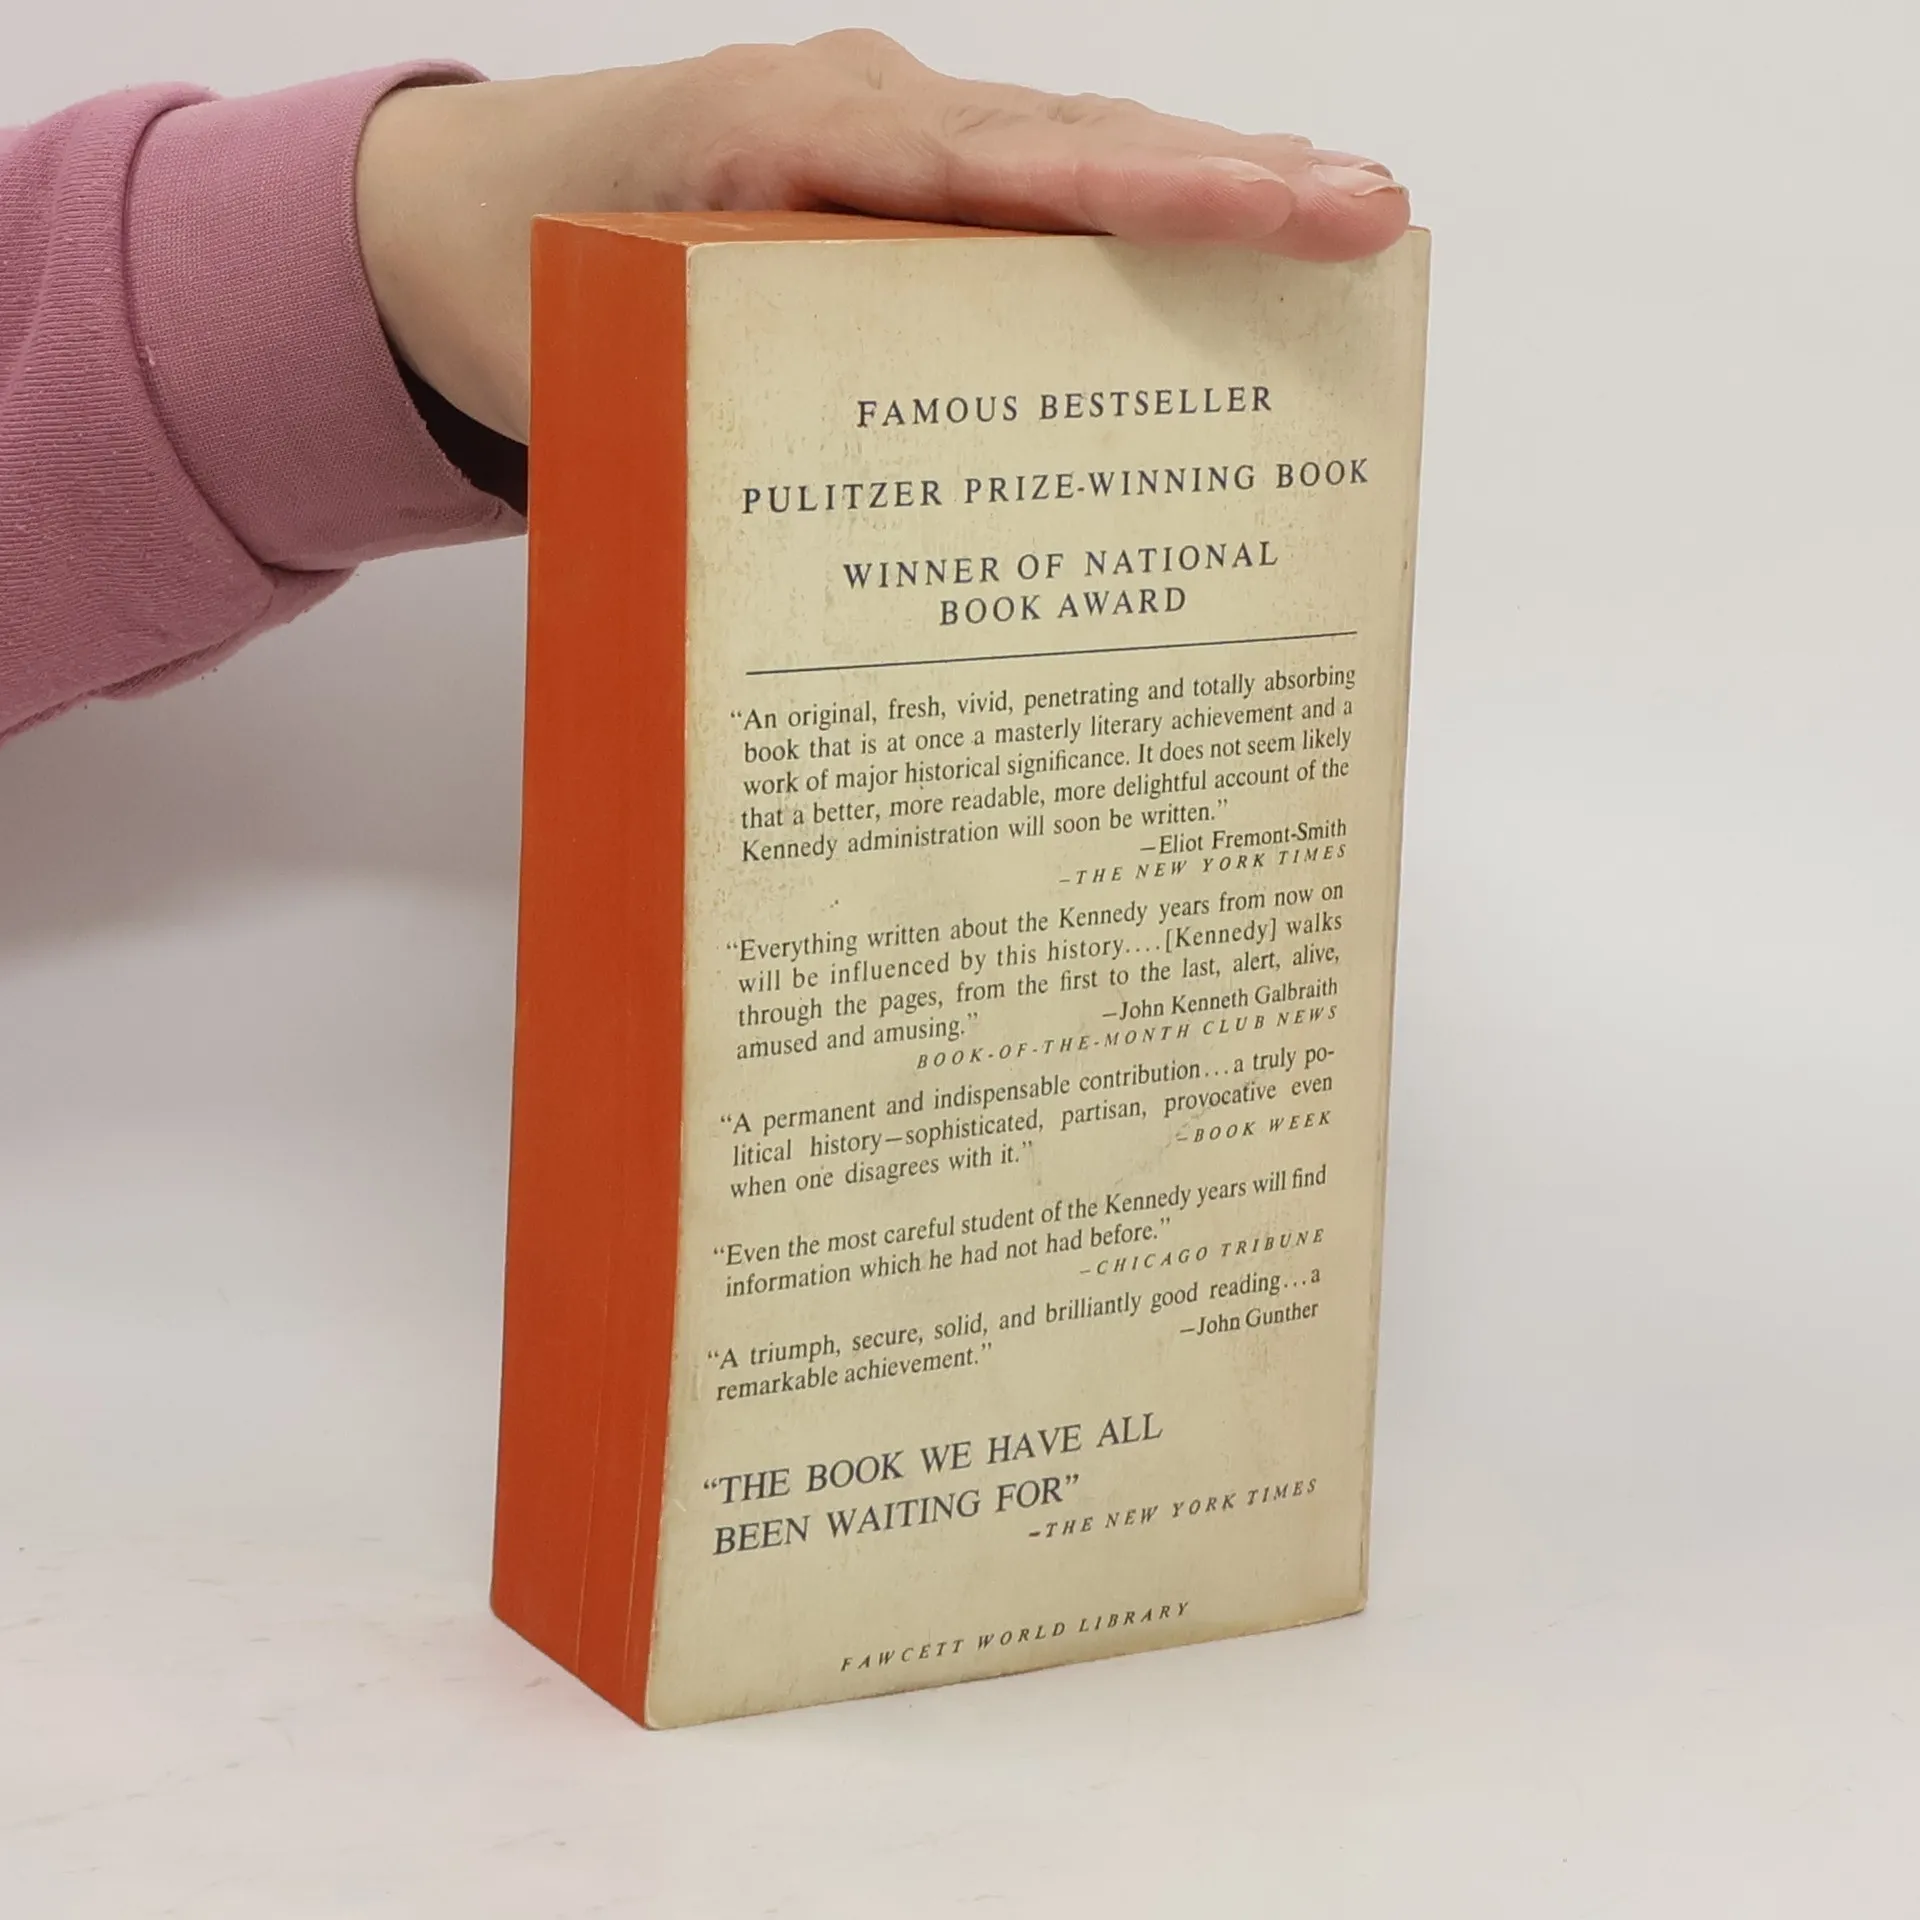 FAMOUS BESTSELLER
PULITZER PRIZE-WINNING BOOK
WINNER OF NATIONAL
BOOK AWARD
“An original, fresh, vivid, penetrating and totally absorbing
book that is at once a masterly literary achievement and a
work of major historical significance. It does not seem likely
that a better, more readable, more delightful account of the
Kennedy administration will soon be written.”
—Eliot Fremont-Smith
—THE NEW YORK TIMES
“Everything written about the Kennedy years from now on
will be influenced by this history....[Kennedy] walks
through the pages, from the first to the last, alert, alive,
amused and amusing.” —John Kenneth Galbraith
BOOK-OF-THE-MONTH CLUB NEWS
“A permanent and indispensable contribution...a truly po-
litical history—sophisticated, partisan, provocative even
when one disagrees with it.” —BOOK WEEK
“Even the most careful student of the Kennedy years will find
information which he had not had before.”
—CHICAGO TRIBUNE
“A triumph, secure, solid, and brilliantly good reading...a
remarkable achievement.” —John Gunther
“THE BOOK WE HAVE ALL
BEEN WAITING FOR”
—THE NEW YORK TIMES
FAWCETT WORLD LIBRARY